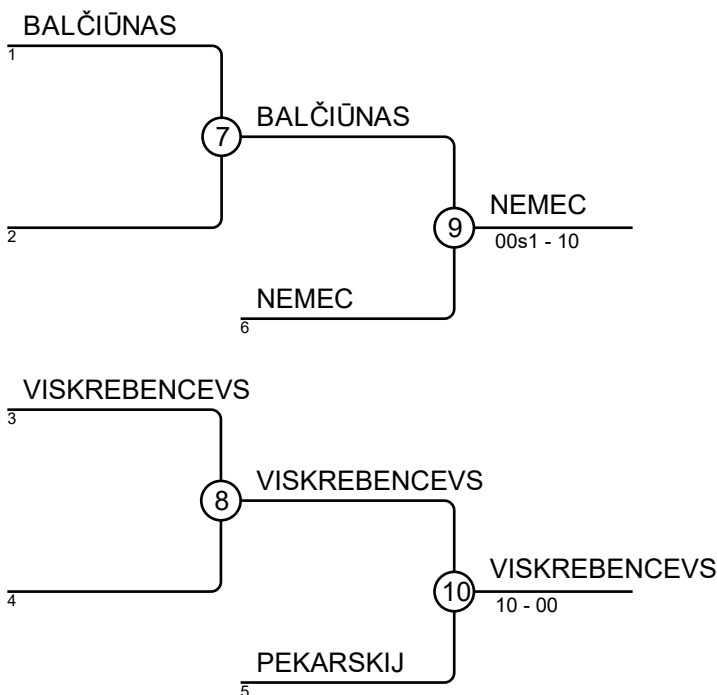 BALČIŪNAS
1
7
BALČIŪNAS
2
9
NEMEC
00s1 - 10
NEMEC
6
VISKREBENCEVS
3
8
VISKREBENCEVS
4
10
VISKREBENCEVS
10 - 00
PEKARSKIJ
5